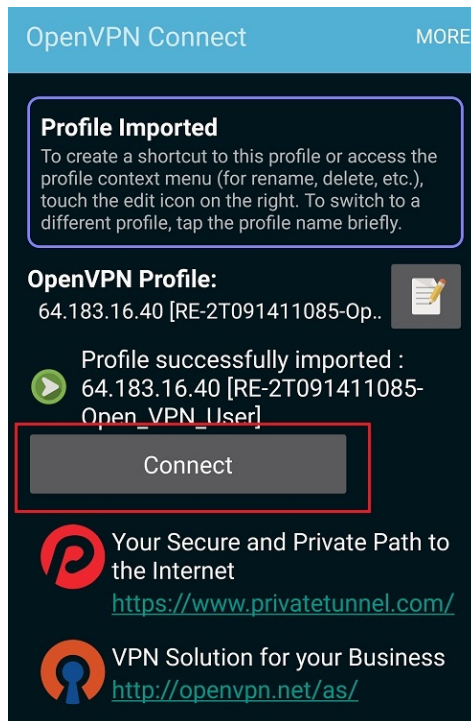 OpenVPN Connect MORE
Profile Imported
To create a shortcut to this profile or access the
profile context menu (for rename, delete, etc.),
touch the edit icon on the right. To switch to a
different profile, tap the profile name briefly.
OpenVPN Profile:
64.183.16.40 [RE-2T091411085-Op..
Profile successfully imported :
64.183.16.40 [RE-2T091411085-
Open_VPN_User]
Connect
Your Secure and Private Path to
the Internet
https://www.privatetunnel.com/
VPN Solution for your Business
http://openvpn.net/as/